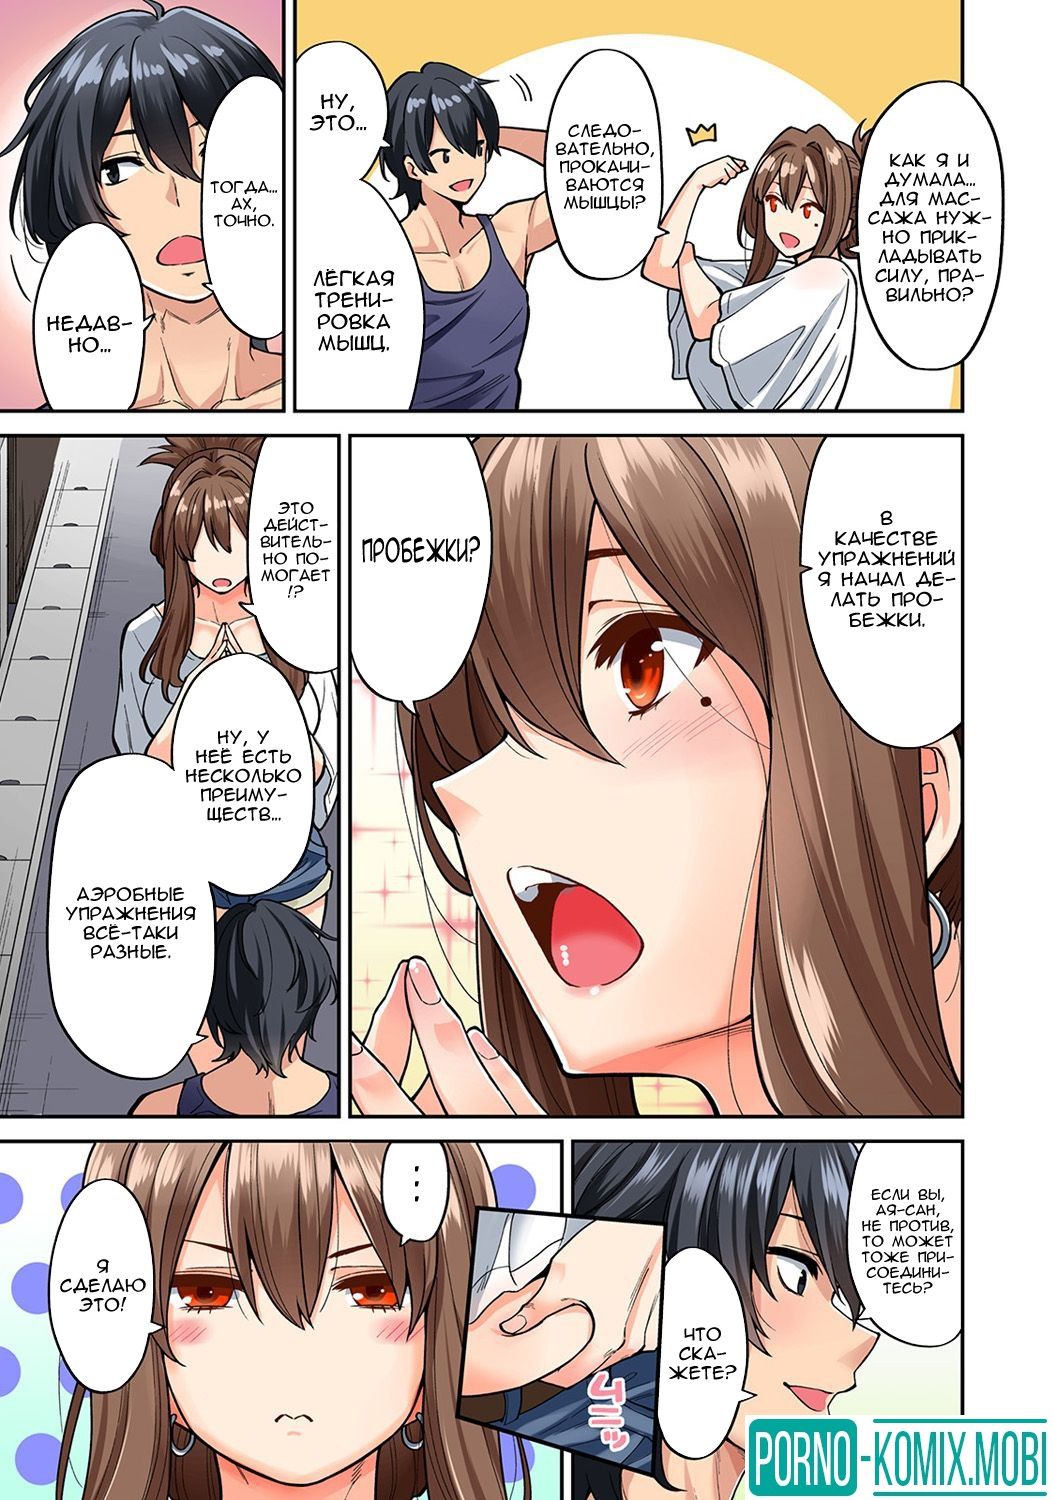 КАК Я И
ДУМАЛА...
ДЛЯ МАС-
САЖА НУЖ-
НО ПРИК-
ЛАДЫВАТЬ
СИЛУ, ПРА-
ВИЛЬНО?
СЛЕДО-
ВАТЕЛЬНО,
ПРОКАЧИ-
ВАЮТСЯ
МЫШЦЫ?
НУ,
ЭТО...
ЛЁГКАЯ
ТРЕНИ-
РОВКА
МЫШЦ.
ТОГДА...
АХ,
ТОЧНО.
НЕДАВ-
НО...
В
КАЧЕСТВЕ
УПРАЖНЕНИЙ
Я НАЧАЛ ДЕ-
ЛАТЬ ПРО-
БЕЖКИ.
ПРОБЕЖКИ?
ЭТО
ДЕЙСТ-
ВИТЕЛЬ-
НО ПО-
МОГАЕТ
!?
НУ, У
НЕЁ ЕСТЬ
НЕСКОЛЬКО
ПРЕИМУ-
ЩЕСТВ...
АЭРОБНЫЕ
УПРАЖНЕНИЯ
ВСЁ-ТАКИ
РАЗНЫЕ.
ЕСЛИ ВЫ,
АЯ-САН,
НЕ ПРОТИВ,
ТО МОЖЕТ
ТОЖЕ ПРИ-
СОЕДИНИ-
ТЕСЬ?
ЧТО
СКА-
ЖЕТЕ?
...
Я
СДЕЛАЮ
ЭТО!
PORNO-KOMIX.MOBI